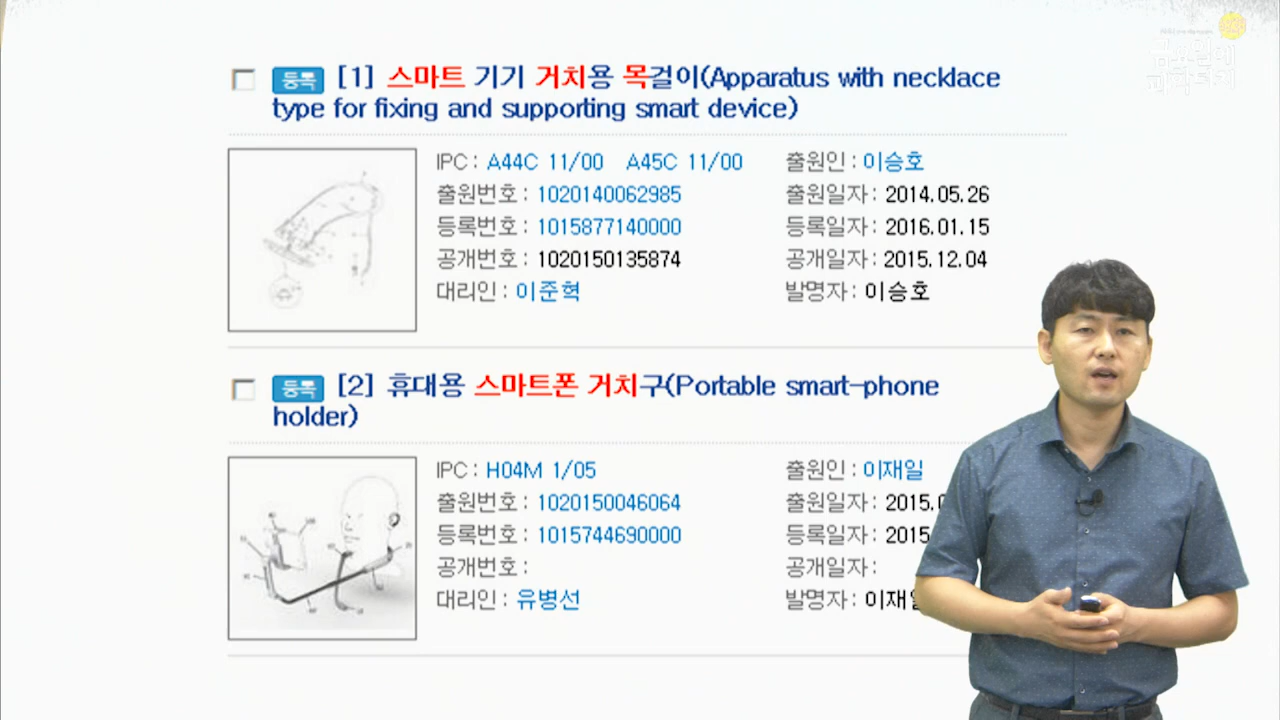 등록 [1] 스마트 기기 거치용 목걸이(Apparatus with necklace
type for fixing and supporting smart device)
IPC : A44C 11/00 A45C 11/00 출원인 : 이승호
출원번호 : 1020140062985 출원일자 : 2014.05.26
등록번호 : 1015877140000 등록일자 : 2016.01.15
공개번호 : 1020150135874 공개일자 : 2015.12.04
대리인 : 이준혁 발명자 : 이승호
등록 [2] 휴대용 스마트폰 거치구(Portable smart-phone
holder)
IPC : H04M 1/05 출원인 : 이재일
출원번호 : 1020150046064 출원일자 : 2015.
등록번호 : 1015744690000 등록일자 : 2015
공개번호 : 공개일자 :
대리인 : 유병선 발명자 : 이재일